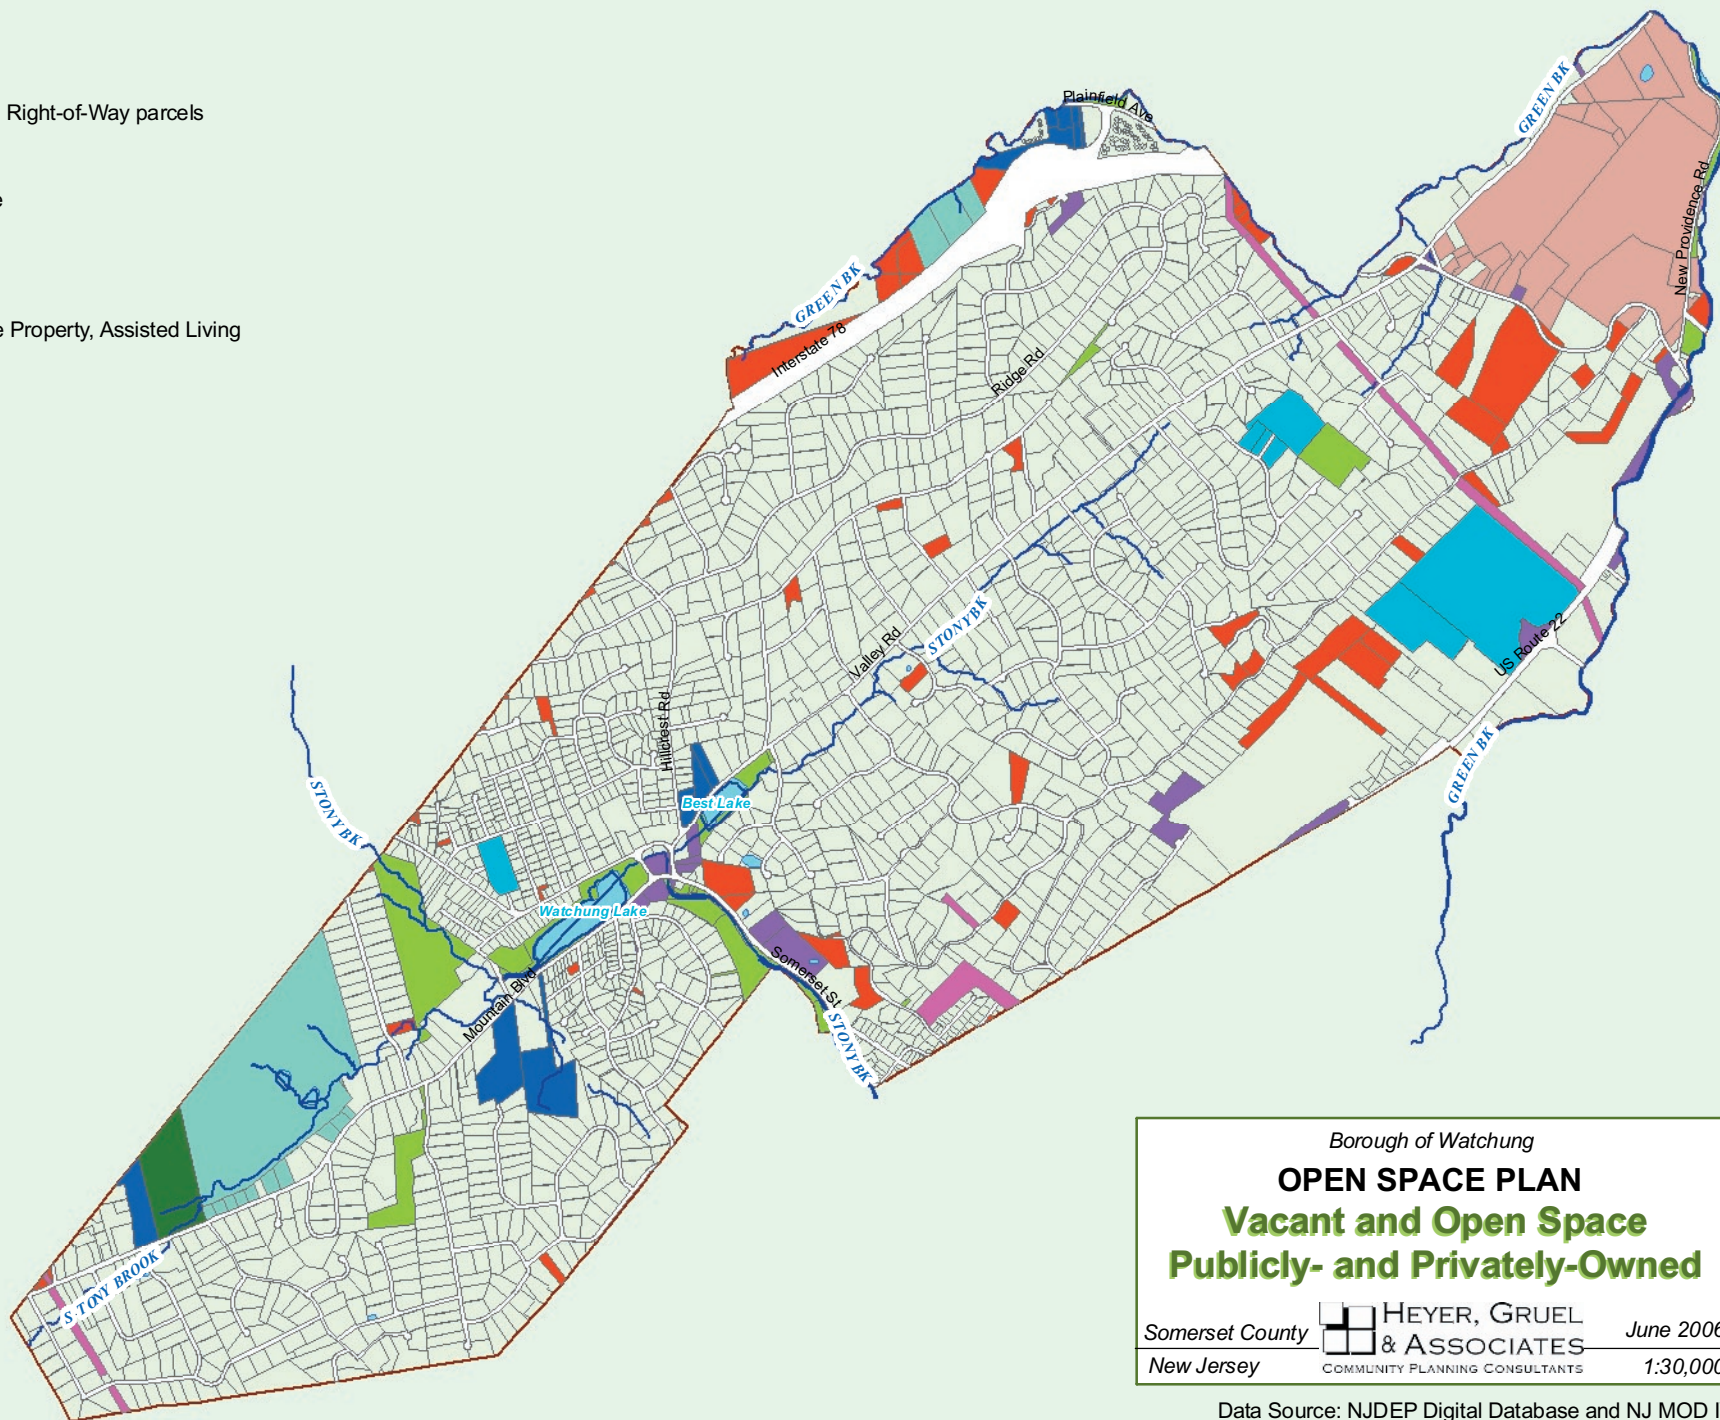 Right-of-Way parcels
e
e Property, Assisted Living
Plainfield Ave
GREEN BK
New Providence Rd
GREEN BK
Interstate 78
Ridge Rd
Valley Rd
STONY BK
US Route 22
Hillcrest Rd
GREEN BK
STONY BK
Best Lake
Watchung Lake
Somerset St
Mountain Blvd
STONY BK
STONY BROOK
Borough of Watchung
OPEN SPACE PLAN
Vacant and Open Space
Publicly- and Privately-Owned
Somerset County
HEYER, GRUEL
& ASSOCIATES
COMMUNITY PLANNING CONSULTANTS
June 2006
New Jersey
1:30,000
Data Source: NJDEP Digital Database and NJ MOD I